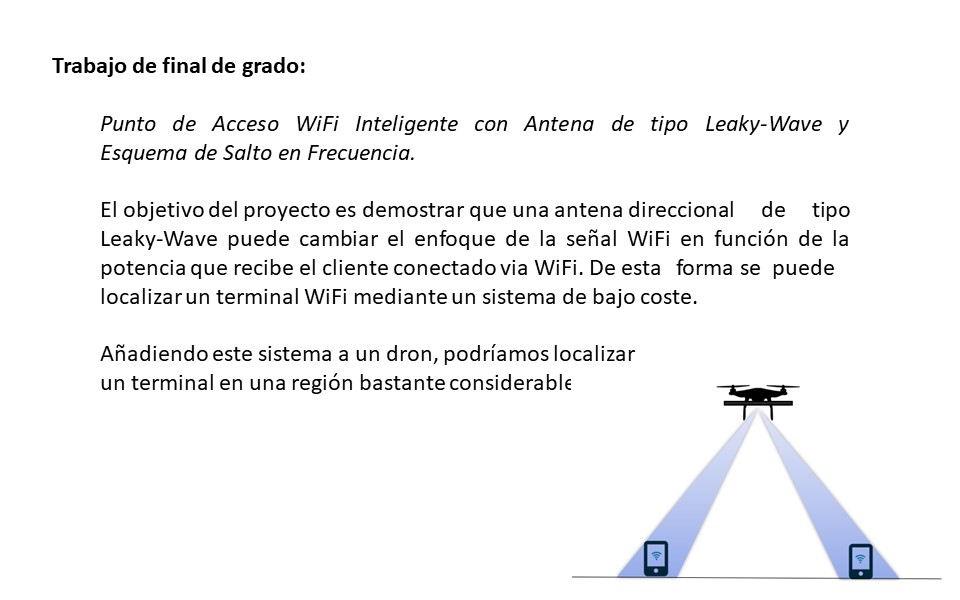 Trabajo de final de grado:
Punto de Acceso WiFi Inteligente con Antena de tipo Leaky-Wave y
Esquema de Salto en Frecuencia.
El objetivo del proyecto es demostrar que una antena direccional de tipo
Leaky-Wave puede cambiar el enfoque de la señal WiFi en función de la
potencia que recibe el cliente conectado via WiFi. De esta forma se puede
localizar un terminal WiFi mediante un sistema de bajo coste.
Añadiendo este sistema a un dron, podríamos localizar
un terminal en una región bastante considerable